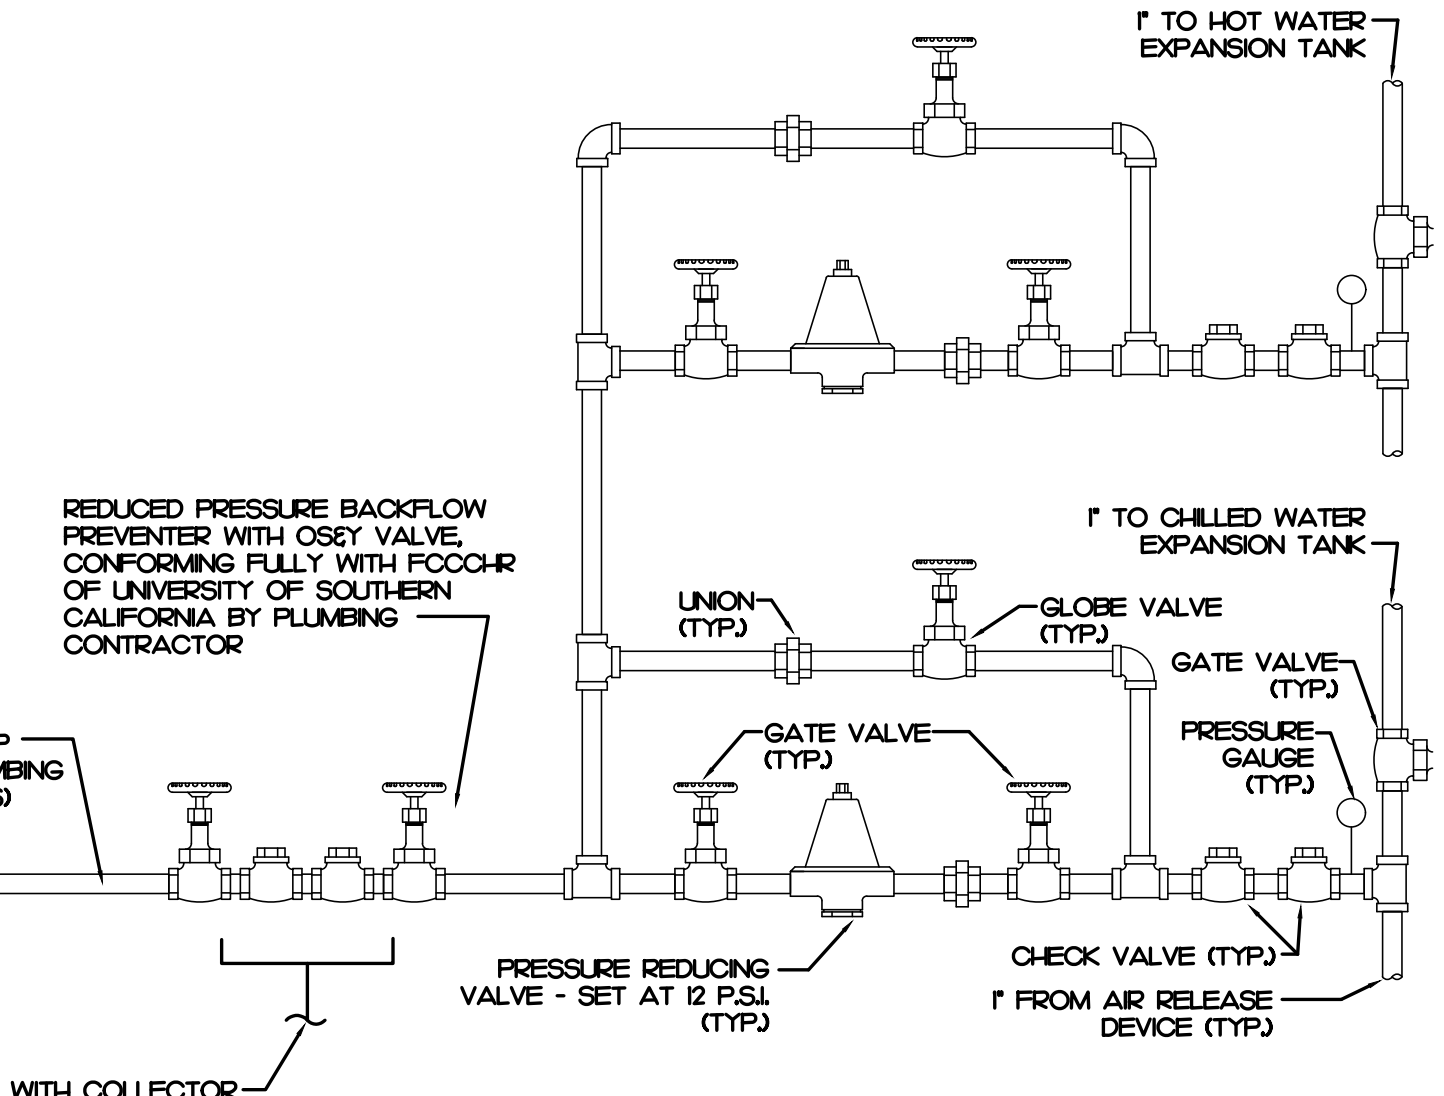 1" TO HOT WATER
EXPANSION TANK
REDUCED PRESSURE BACKFLOW
PREVENTER WITH OS&Y VALVE,
CONFORMING FULLY WITH FCCCHR
OF UNIVERSITY OF SOUTHERN
CALIFORNIA BY PLUMBING
CONTRACTOR
1" TO CHILLED WATER
EXPANSION TANK
UNION
(TYP.)
GLOBE VALVE
(TYP.)
GATE VALVE
(TYP.)
GATE VALVE
(TYP.)
PRESSURE
GAUGE
(TYP.)
PRESSURE REDUCING
VALVE - SET AT 12 P.S.I.
(TYP.)
CHECK VALVE (TYP.)
1" FROM AIR RELEASE
DEVICE (TYP.)
WITH COLLECTOR